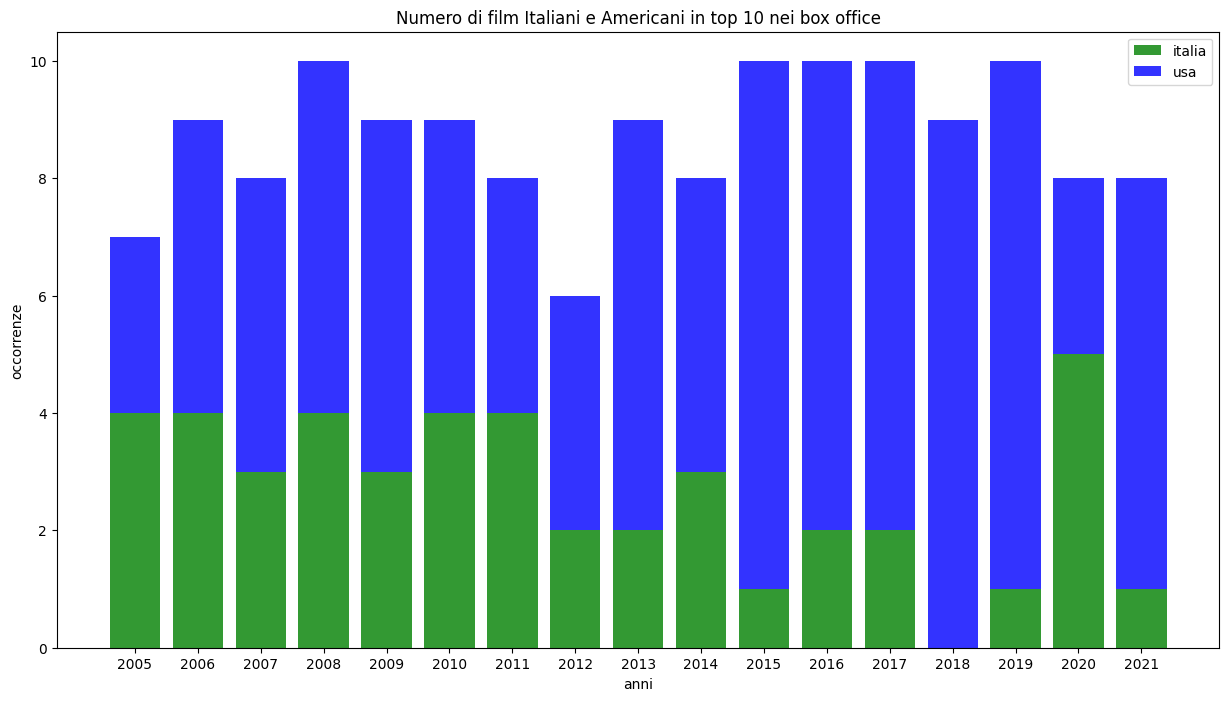 Numero di film Italiani e Americani in top 10 nei box office
italia
usa
10
8
6
4
2
0
occorrenze
2005 2006 2007 2008 2009 2010 2011 2012 2013 2014 2015 2016 2017 2018 2019 2020 2021
anni